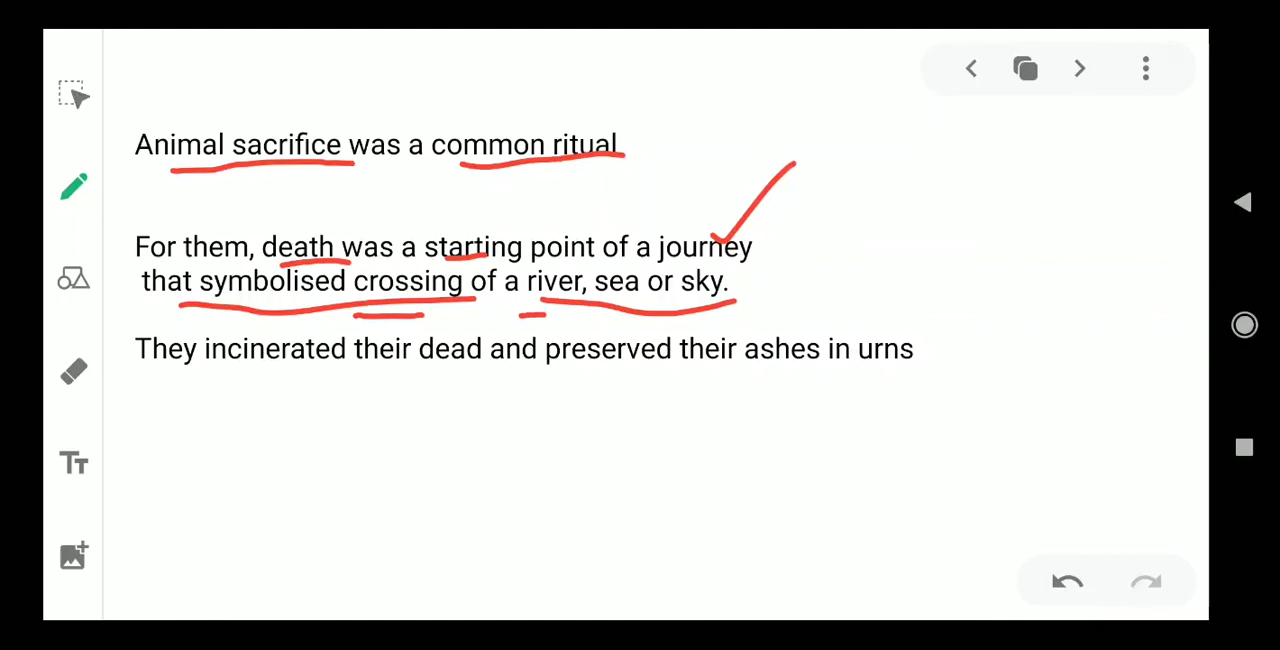 Animal sacrifice was a common ritual
For them, death was a starting point of a journey
that symbolised crossing of a river, sea or sky.
They incinerated their dead and preserved their ashes in urns